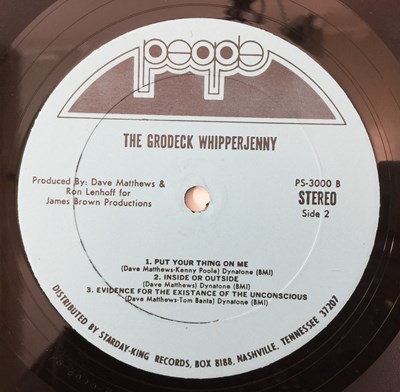 people
THE GRODECK WHIPPERJENNY
Produced By: Dave Matthews &
Ron Lenhoff for
James Brown Productions
PS-3000 B
STEREO
Side 2
1. PUT YOUR THING ON ME
(Dave Matthews-Kenny Poole) Dynatone (BMI)
2. INSIDE OR OUTSIDE
(Dave Matthews) Dynatone (BMI)
3. EVIDENCE FOR THE EXISTANCE OF THE UNCONSCIOUS
(Dave Matthews-Tom Banta) Dynatone (BMI)
DISTRIBUTED BY STARDAY-KING RECORDS, BOX 8188, NASHVILLE, TENNESSEE 37207